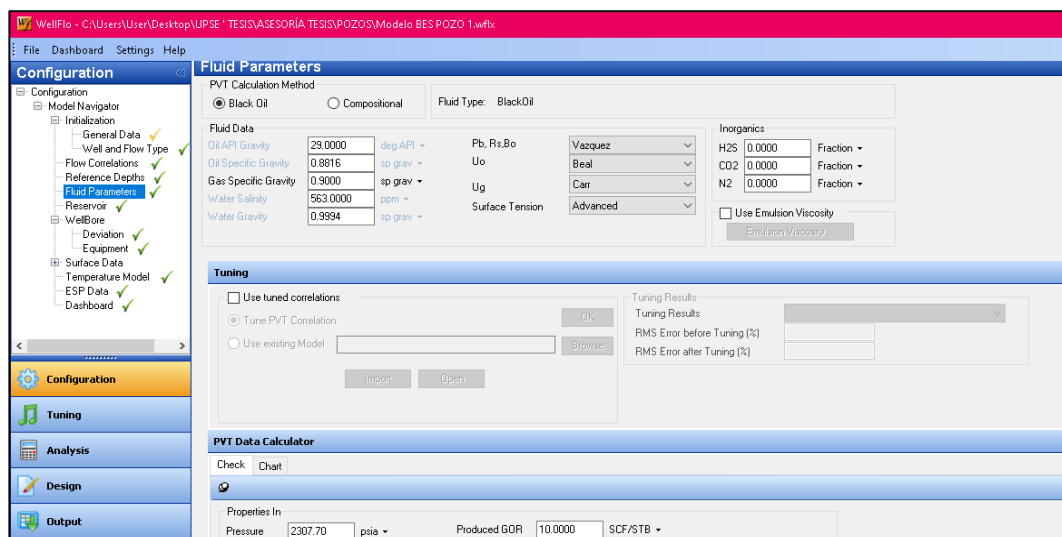 WellFlo - C:\Users\User\Desktop\UPSE ' TESIS\ASESORÍA TESIS\POZOS\Modelo BES POZO 1.wflx
File Dashboard Settings Help
Configuration
Configuration
Model Navigator
Initialization
General Data
Well and Flow Type
Flow Correlations
Reference Depths
Fluid Parameters
Reservoir
WellBore
Deviation
Equipment
Surface Data
Temperature Model
ESP Data
Dashboard
Configuration
Tuning
Analysis
Design
Output
Fluid Parameters
PVT Calculation Method
Black Oil Compositional
Fluid Type: BlackOil
Fluid Data
Oil API Gravity 29.0000 deg API
Oil Specific Gravity 0.8816 sp grav
Gas Specific Gravity 0.9000 sp grav
Water Salinity 563.0000 ppm
Water Gravity 0.9994 sp grav
Pb, Rs,Bo Vazquez
Uo Beal
Ug Carr
Surface Tension Advanced
Inorganics
H2S 0.0000 Fraction
CO2 0.0000 Fraction
N2 0.0000 Fraction
Use Emulsion Viscosity
Emulsion Viscosity...
Tuning
Use tuned correlations
Tune PVT Correlation OK
Use existing Model Browse
Import Open
Tuning Results
Tuning Results
RMS Error before Tuning (%)
RMS Error after Tuning (%)
PVT Data Calculator
Check Chart
Properties In
Pressure 2307.70 psia Produced GOR 10.0000 SCF/STB